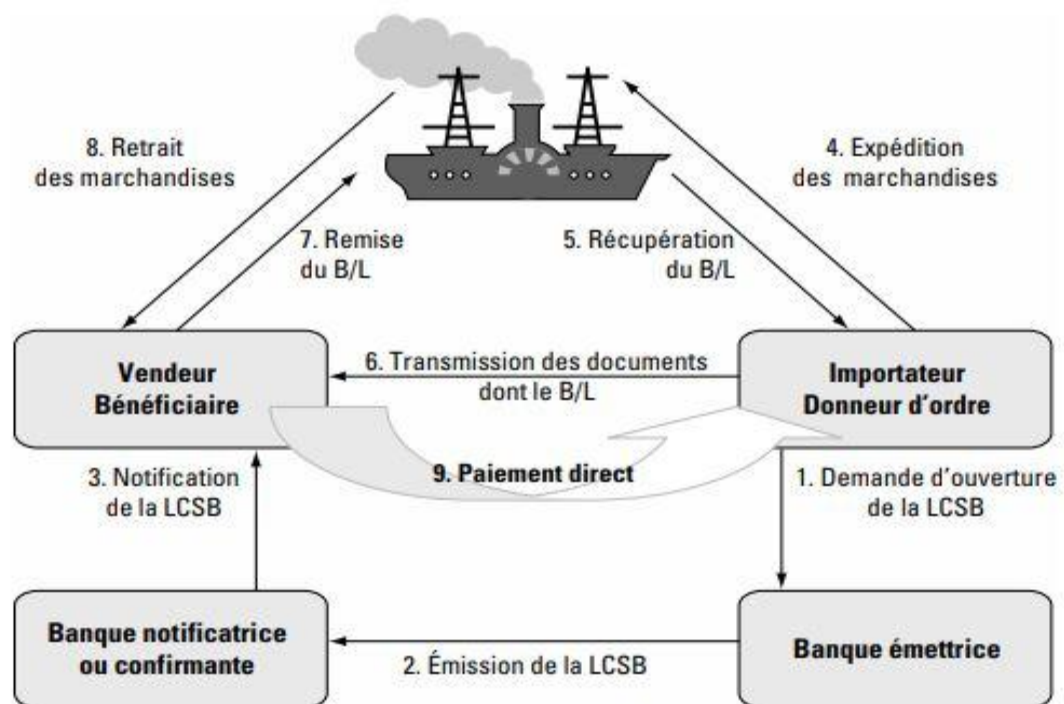 8. Retrait
des marchandises
4. Expédition
des marchandises
7. Remise
du B/L
5. Récupération
du B/L
Vendeur
Bénéficiaire
6. Transmission des documents
dont le B/L
Importateur
Donneur d’ordre
9. Paiement direct
3. Notification
de la LCSB
1. Demande d’ouverture
de la LCSB
Banque notificatrice
ou confirmante
2. Émission de la LCSB
Banque émettrice